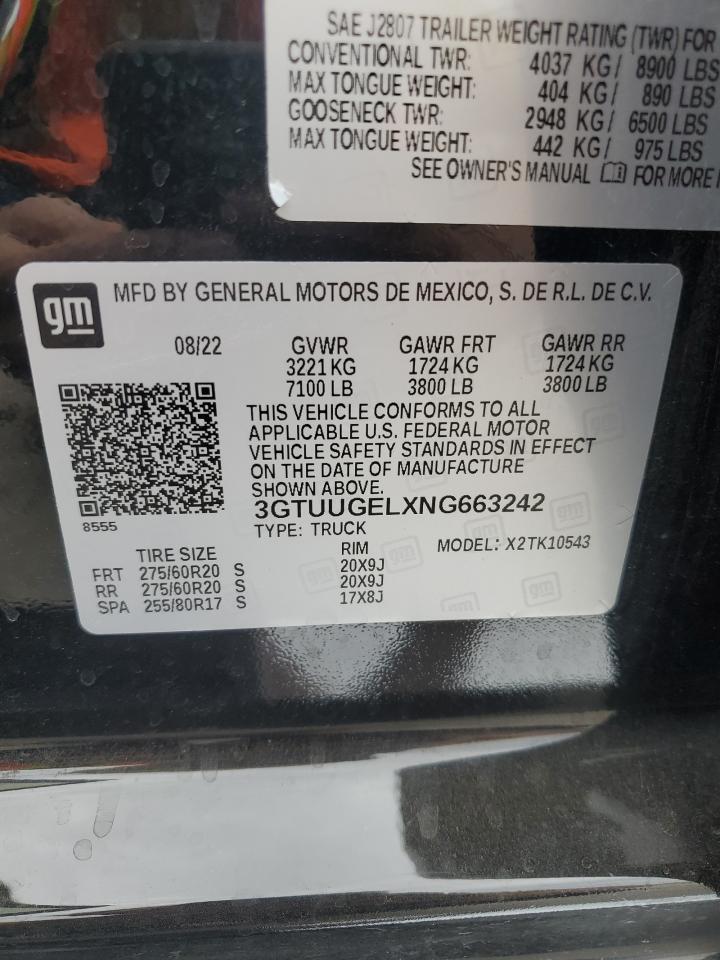 SAE J2807 TRAILER WEIGHT RATING (TWR) FOR
CONVENTIONAL TWR: 4037 KG/ 8900 LBS
MAX TONGUE WEIGHT: 404 KG/ 890 LBS
GOOSENECK TWR: 2948 KG/ 6500 LBS
MAX TONGUE WEIGHT: 442 KG/ 975 LBS
SEE OWNER'S MANUAL FOR MORE
gm MFD BY GENERAL MOTORS DE MEXICO, S. DE R.L. DE C.V.
08/22 GVWR GAWR FRT GAWR RR
3221 KG 1724 KG 1724 KG
7100 LB 3800 LB 3800 LB
THIS VEHICLE CONFORMS TO ALL
APPLICABLE U.S. FEDERAL MOTOR
VEHICLE SAFETY STANDARDS IN EFFECT
ON THE DATE OF MANUFACTURE
SHOWN ABOVE.
3GTUUGELXNG663242
8555
TYPE: TRUCK
MODEL: X2TK10543
TIRE SIZE RIM
FRT 275/60R20 S 20X9J
RR 275/60R20 S 20X9J
SPA 255/80R17 S 17X8J